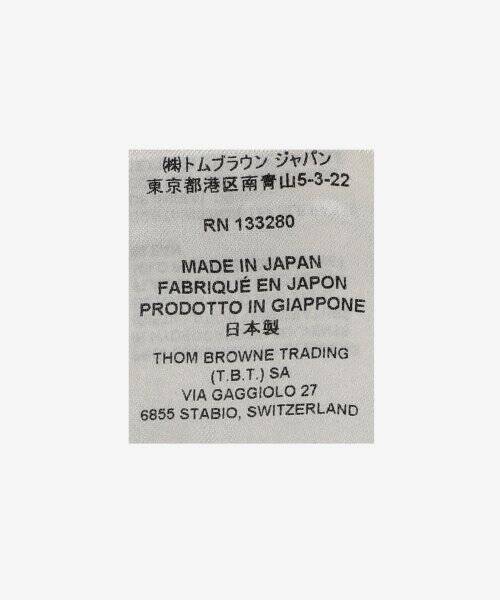 ㈱トムブラウン ジャパン
東京都港区南青山5-3-22
RN 133280
MADE IN JAPAN
FABRIQUÉ EN JAPON
PRODOTTO IN GIAPPONE
日本製
THOM BROWNE TRADING
(T.B.T.) SA
VIA GAGGIOLO 27
6855 STABIO, SWITZERLAND